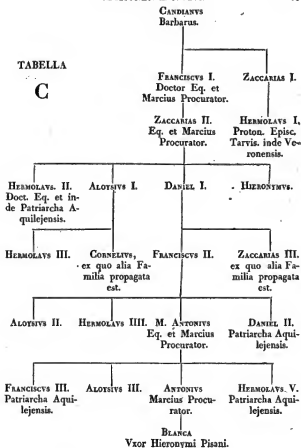 CANDIANVS
Barbarus.
TABELLA
C
FRANCISCVS I.
Doctor Eq. et
Marcius Procurator.
ZACCARIAS I.
ZACCARIAS II.
Eq. et Marcius
Procurator.
HERMOLAVS I,
Proton. Episc.
Tarvis. inde Ve-
ronensis.
HERMOLAVS. II.
Doct. Eq. et in-
de Patriarcha A-
quilejensis.
ALOYSIVS I.
DANIEL I.
HIERONYMVS.
HERMOLAVS III.
CORNELIVS,
ex quo alia Fa-
milia propagata
est.
FRANCISCVS II.
ZACCARIAS III.
ex quo alia Fa-
milia propagata
est.
ALOYSIVS II.
HERMOLAVS IIII.
M. ANTONIVS
Eq. et Marcius
Procurator.
DANIEL II.
Patriarcha Aqui-
lejensis.
FRANCISCVS III.
Patriarcha Aqui-
lejensis.
ALOYSIVS III.
ANTONIVS
Marcius Procu-
rator.
HERMOLAVS. V.
Patriarcha Aqui-
lejensis.
BLANCA
Vxor Hieronymi Pisani.